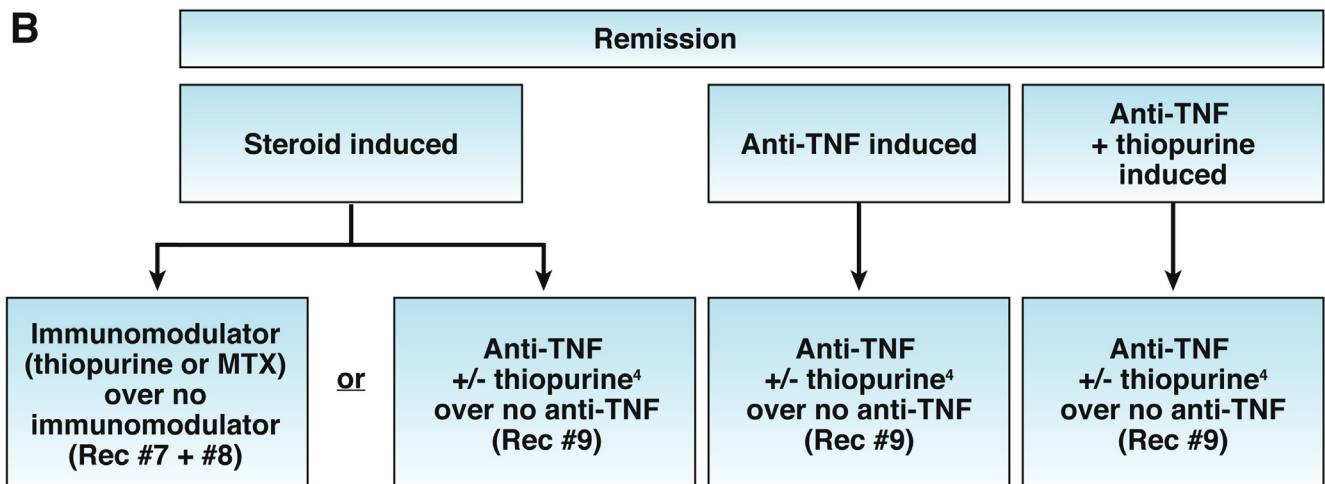 B
Remission
Steroid induced
Anti-TNF induced
Anti-TNF
+ thiopurine
induced
Immunomodulator
(thiopurine or MTX)
over no
immunomodulator
(Rec #7 + #8)
or
Anti-TNF
+/- thiopurine⁴
over no anti-TNF
(Rec #9)
Anti-TNF
+/- thiopurine⁴
over no anti-TNF
(Rec #9)
Anti-TNF
+/- thiopurine⁴
over no anti-TNF
(Rec #9)